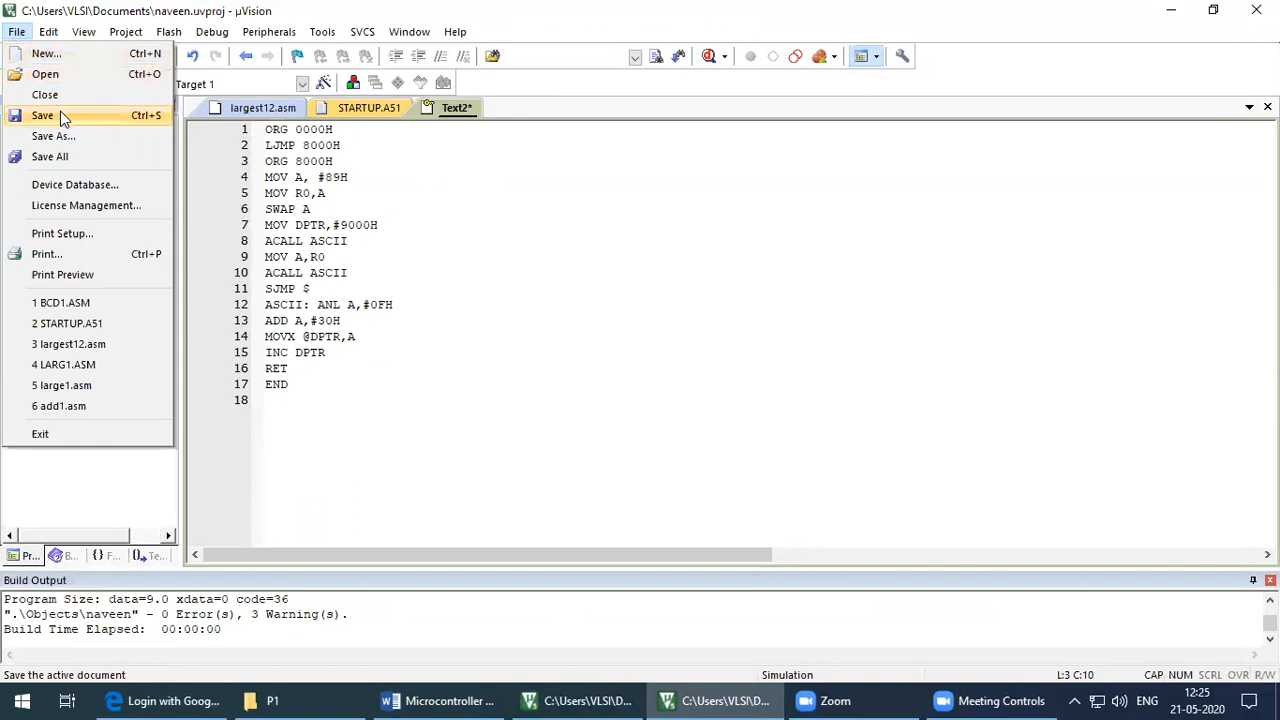 C:\Users\VLSI\Documents\naveen.uvproj - µVision
File Edit View Project Flash Debug Peripherals Tools SVCS Window Help
New... Ctrl+N
Open Ctrl+O
Close
Save Ctrl+S
Save As...
Save All
Device Database...
License Management...
Print Setup...
Print... Ctrl+P
Print Preview
1 BCD1.ASM
2 STARTUP.A51
3 largest12.asm
4 LARG1.ASM
5 large1.asm
6 add1.asm
Exit
Target 1
largest12.asm STARTUP.A51 Text2*
1 ORG 0000H
2 LJMP 8000H
3 ORG 8000H
4 MOV A, #89H
5 MOV R0,A
6 SWAP A
7 MOV DPTR,#9000H
8 ACALL ASCII
9 MOV A,R0
10 ACALL ASCII
11 SJMP $
12 ASCII: ANL A,#0FH
13 ADD A,#30H
14 MOVX @DPTR,A
15 INC DPTR
16 RET
17 END
18
Pr... B... {} F... Te...
Build Output
Program Size: data=9.0 xdata=0 code=36
".\Objects\naveen" - 0 Error(s), 3 Warning(s).
Build Time Elapsed: 00:00:00
Save the active document Simulation L:3 C:10 CAP NUM SCRL OVR R/W
Login with Goog... P1 Microcontroller ... C:\Users\VLSI\D... C:\Users\VLSI\D... Zoom Meeting Controls ENG 12:25
21-05-2020